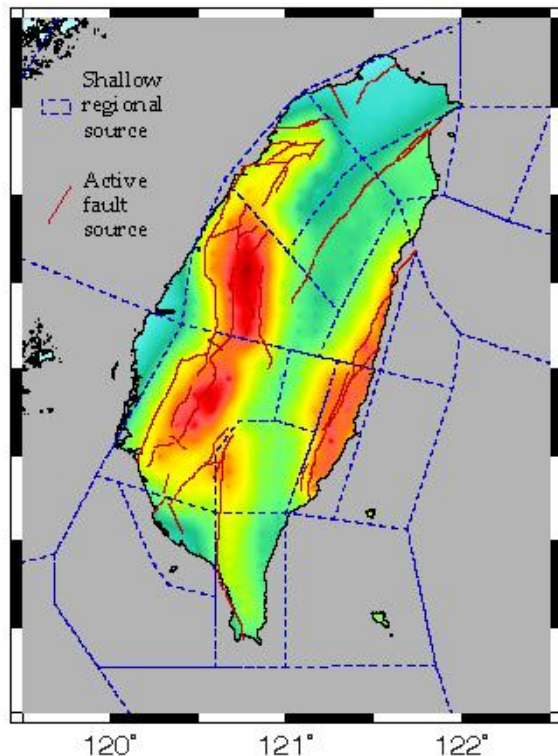 Shallow
regional
source
Active
fault
source
120° 121° 122°